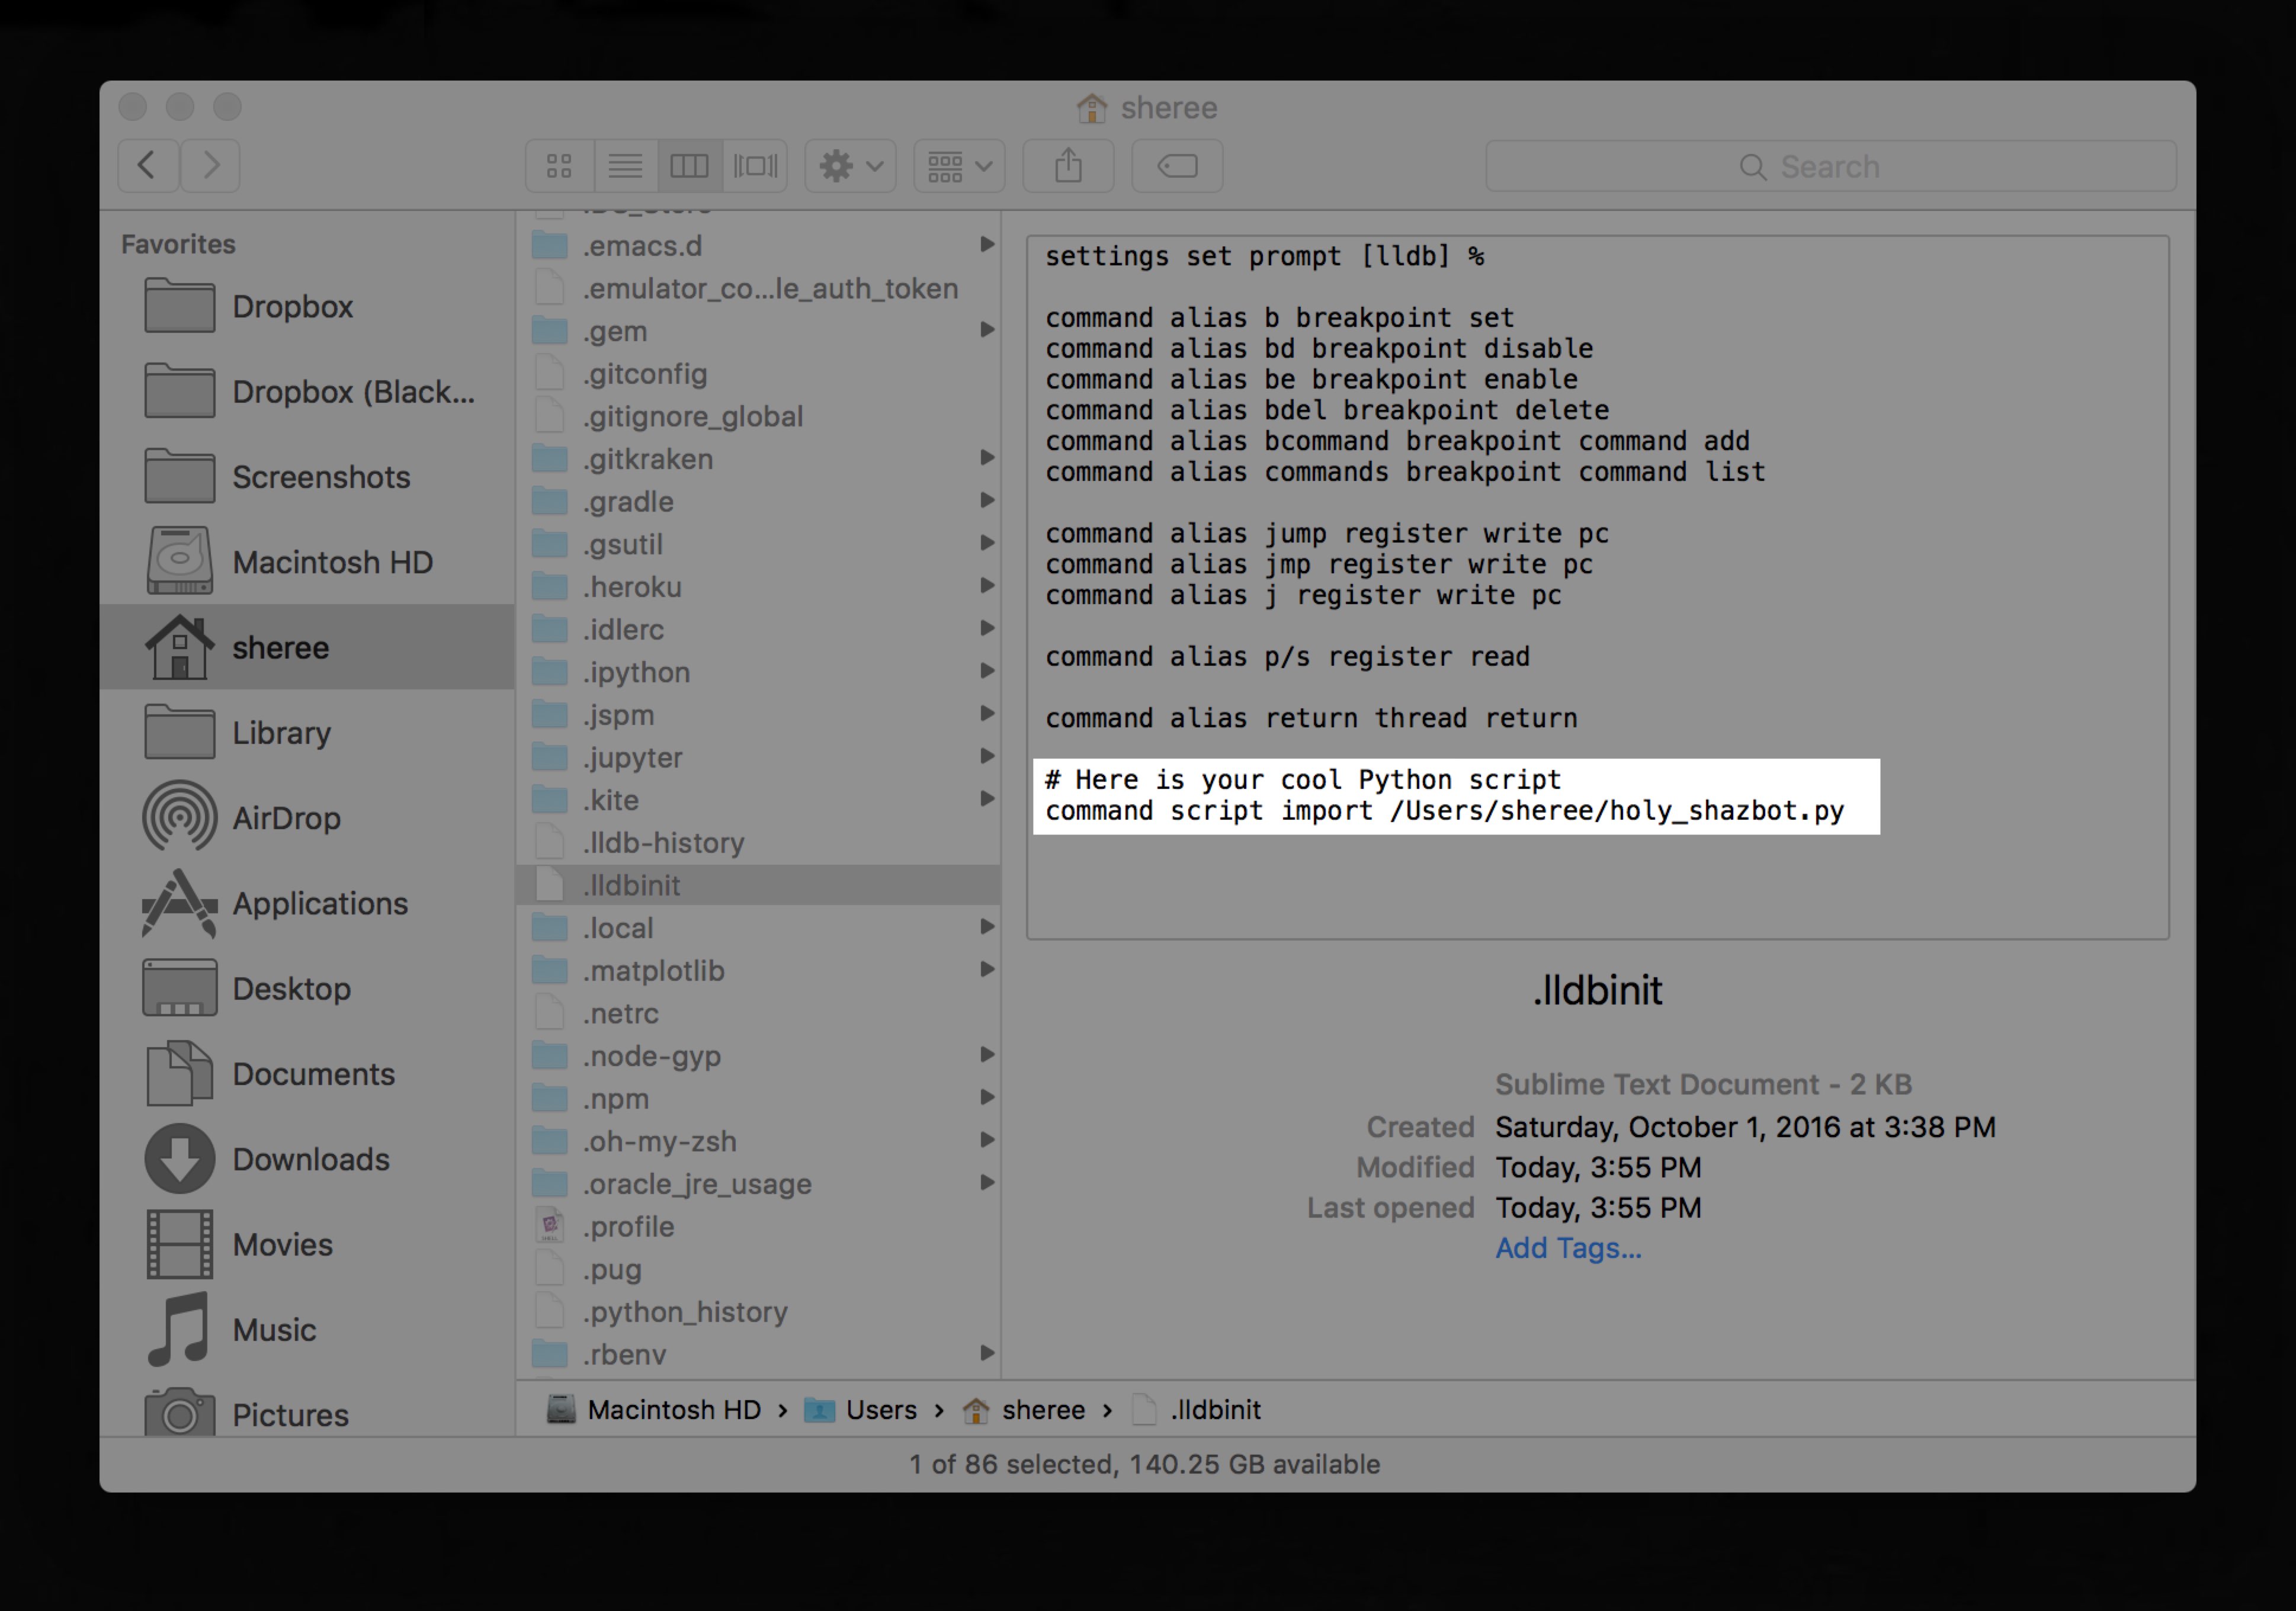 sheree
Search
Favorites
Dropbox
Dropbox (Black...
Screenshots
Macintosh HD
sheree
Library
AirDrop
Applications
Desktop
Documents
Downloads
Movies
Music
Pictures
.emacs.d
.emulator_co...le_auth_token
.gem
.gitconfig
.gitignore_global
.gitkraken
.gradle
.gsutil
.heroku
.idlerc
.ipython
.jspm
.jupyter
.kite
.lldb-history
.lldbinit
.local
.matplotlib
.netrc
.node-gyp
.npm
.oh-my-zsh
.oracle_jre_usage
.profile
.pug
.python_history
.rbenv
settings set prompt [lldb] %
command alias b breakpoint set
command alias bd breakpoint disable
command alias be breakpoint enable
command alias bdel breakpoint delete
command alias bcommand breakpoint command add
command alias commands breakpoint command list
command alias jump register write pc
command alias jmp register write pc
command alias j register write pc
command alias p/s register read
command alias return thread return
# Here is your cool Python script
command script import /Users/sheree/holy_shazbot.py
.lldbinit
Sublime Text Document - 2 KB
Created Saturday, October 1, 2016 at 3:38 PM
Modified Today, 3:55 PM
Last opened Today, 3:55 PM
Add Tags...
Macintosh HD › Users › sheree › .lldbinit
1 of 86 selected, 140.25 GB available